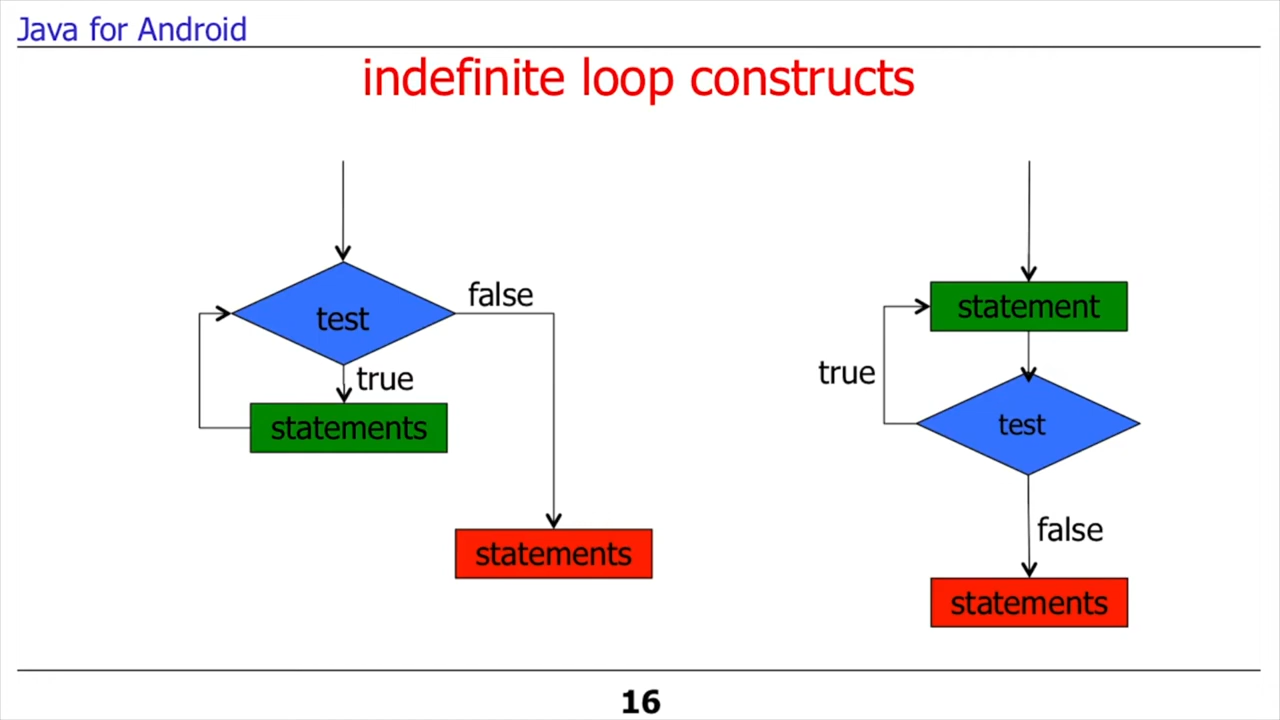 Java for Android
indefinite loop constructs
test
false
true
statements
statements
statement
true
test
false
statements
16